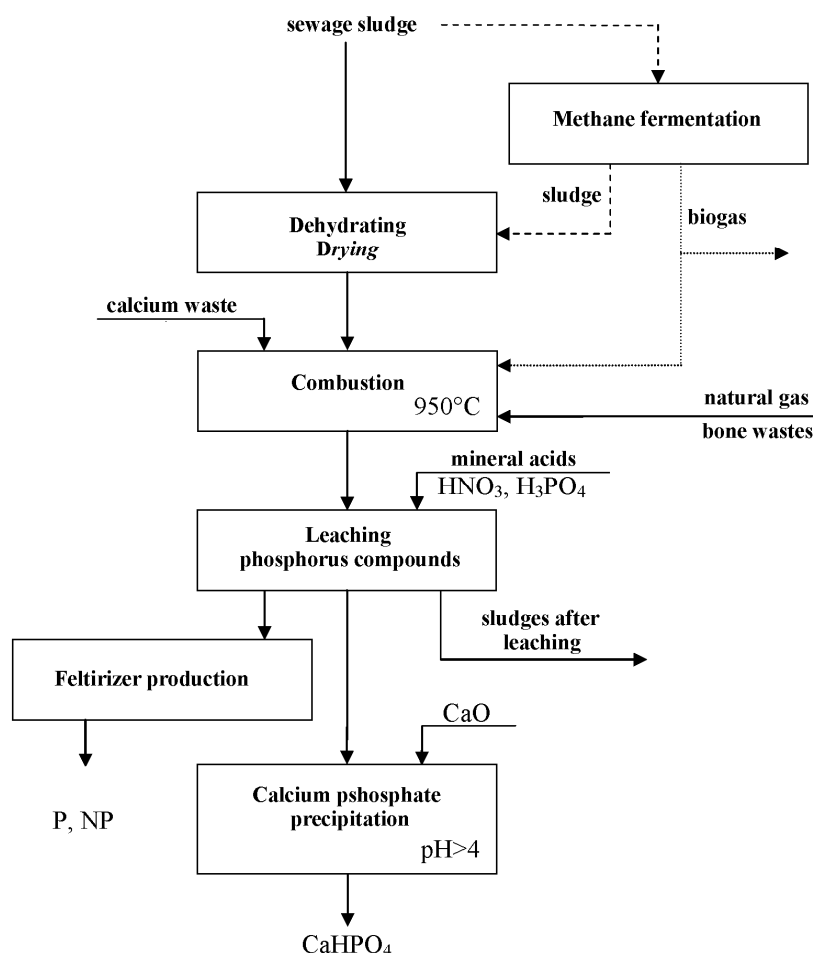 sewage sludge
Methane fermentation
sludge
biogas
Dehydrating
Drying
calcium waste
Combustion
950°C
natural gas
bone wastes
mineral acids
HNO₃, H₃PO₄
Leaching
phosphorus compounds
sludges after
leaching
Feltirizer production
CaO
Calcium pshosphate
precipitation
pH>4
P, NP
CaHPO₄